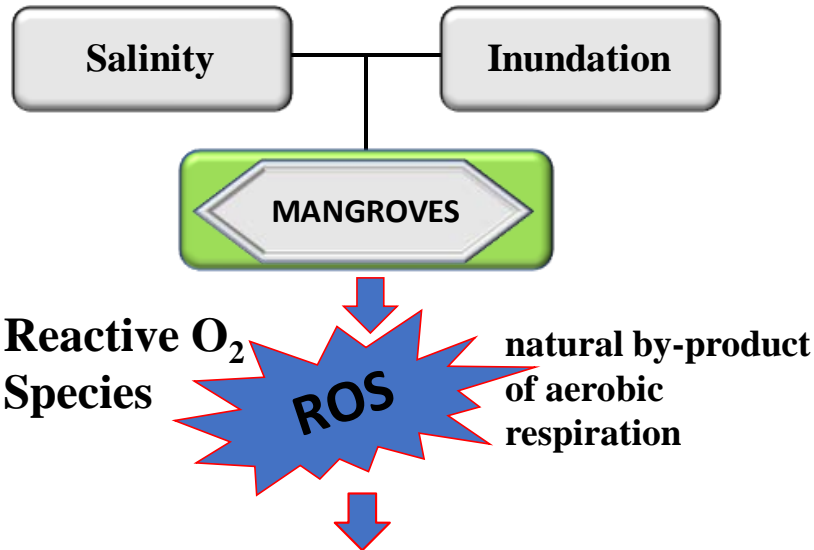 Salinity
Inundation
MANGROVES
Reactive O₂
Species
ROS
natural by-product
of aerobic
respiration